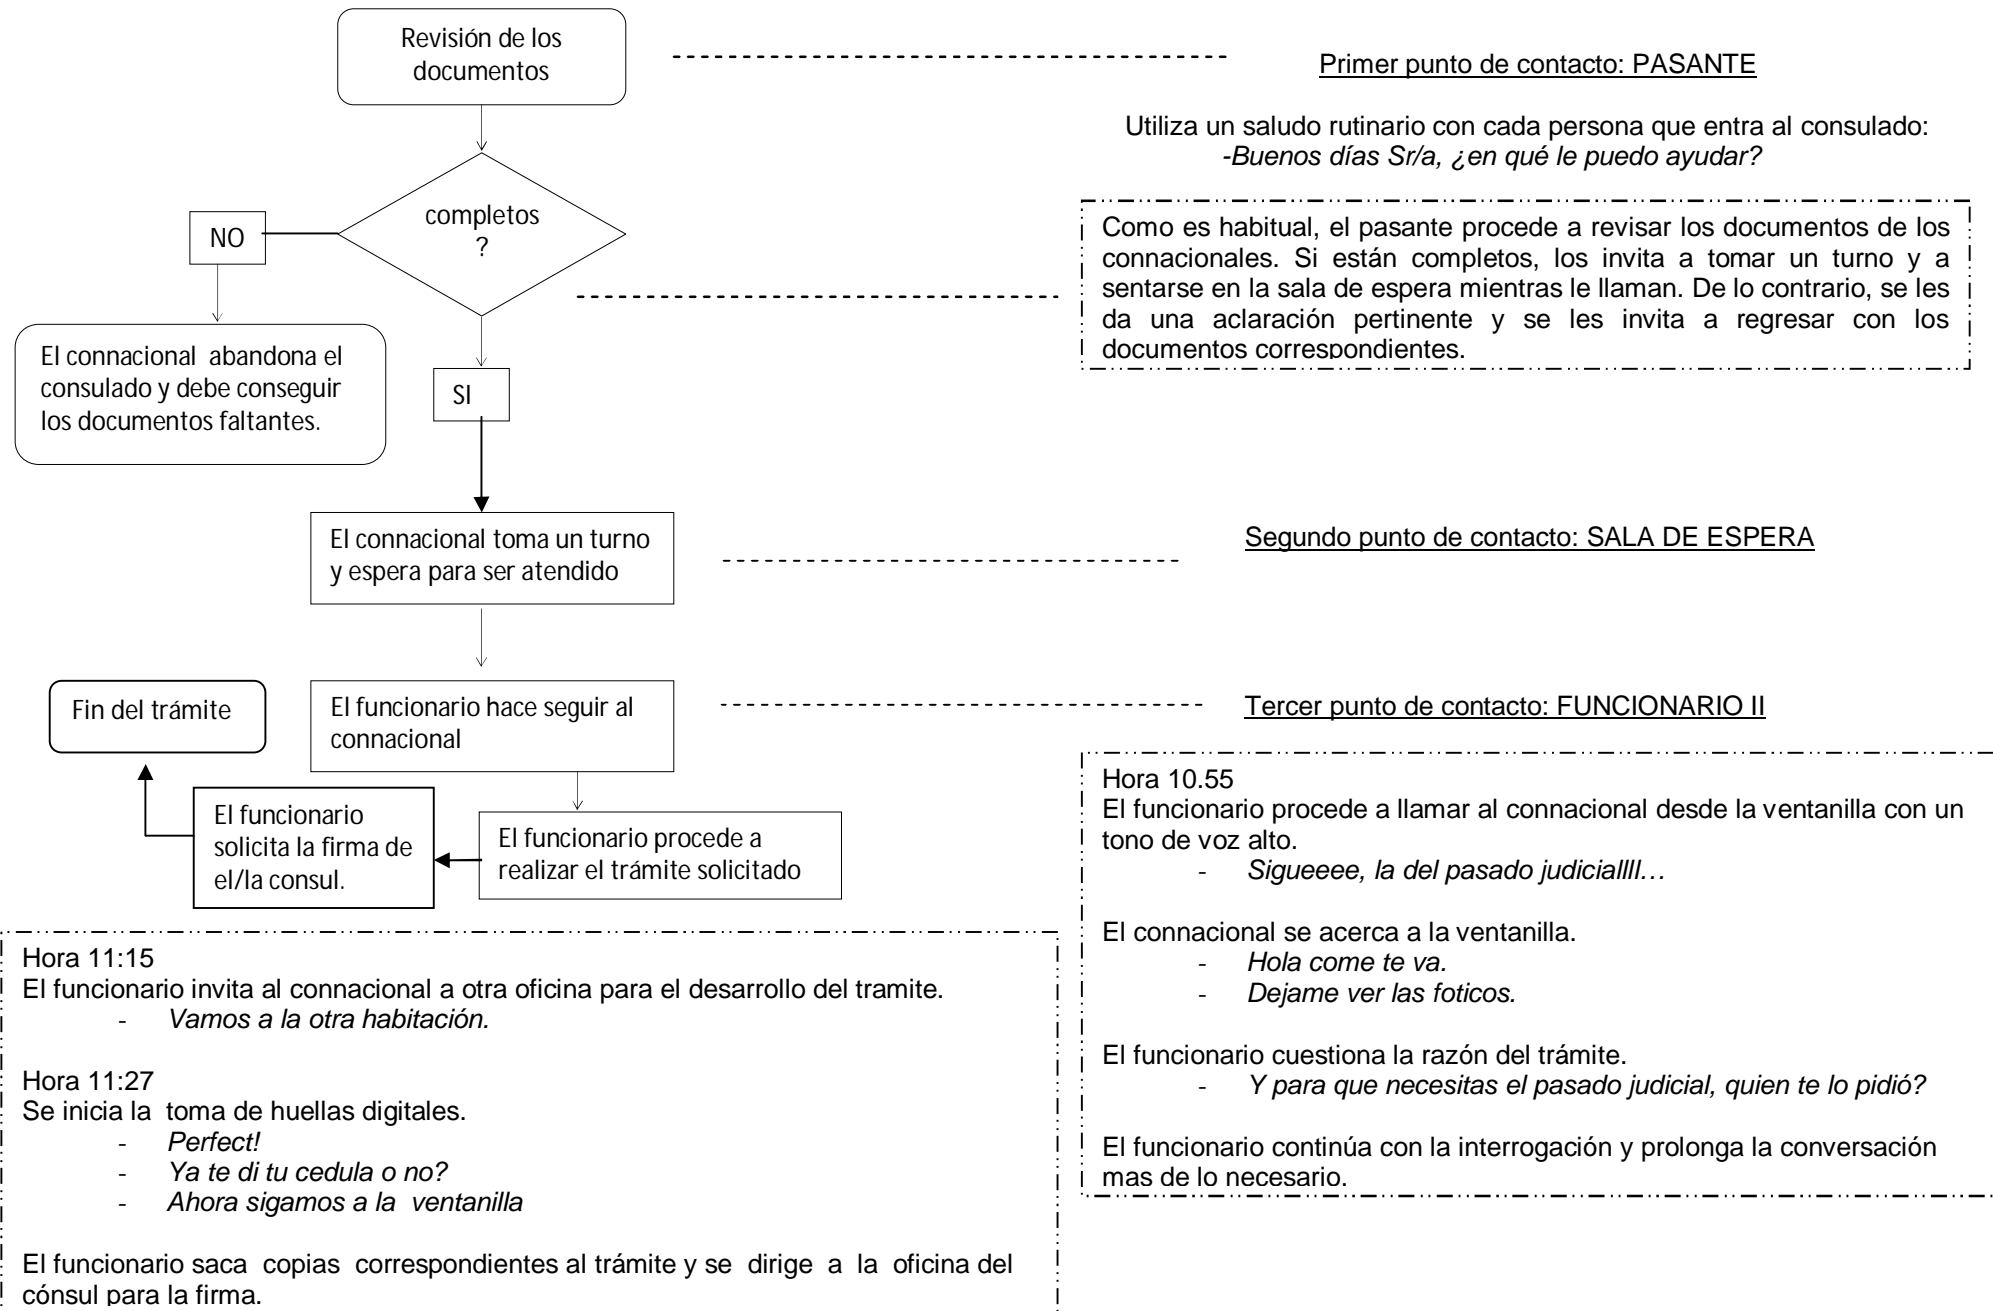 Revisión de los
documentos
Primer punto de contacto: PASANTE
Utiliza un saludo rutinario con cada persona que entra al consulado:
-Buenos días Sr/a, ¿en qué le puedo ayudar?
completos
?
NO
Como es habitual, el pasante procede a revisar los documentos de los
connacionales. Si están completos, los invita a tomar un turno y a
sentarse en la sala de espera mientras le llaman. De lo contrario, se les
da una aclaración pertinente y se les invita a regresar con los
documentos correspondientes.
El connacional abandona el
consulado y debe conseguir
los documentos faltantes.
SI
El connacional toma un turno
y espera para ser atendido
Segundo punto de contacto: SALA DE ESPERA
Fin del trámite
El funcionario hace seguir al
connacional
Tercer punto de contacto: FUNCIONARIO II
El funcionario
solicita la firma de
el/la consul.
El funcionario procede a
realizar el trámite solicitado
Hora 10.55
El funcionario procede a llamar al connacional desde la ventanilla con un
tono de voz alto.
- Sigueeee, la del pasado judiciallll…
El connacional se acerca a la ventanilla.
- Hola come te va.
- Dejame ver las foticos.
El funcionario cuestiona la razón del trámite.
- Y para que necesitas el pasado judicial, quien te lo pidió?
El funcionario continúa con la interrogación y prolonga la conversación
mas de lo necesario.
Hora 11:15
El funcionario invita al connacional a otra oficina para el desarrollo del tramite.
- Vamos a la otra habitación.
Hora 11:27
Se inicia la toma de huellas digitales.
- Perfect!
- Ya te di tu cedula o no?
- Ahora sigamos a la ventanilla
El funcionario saca copias correspondientes al trámite y se dirige a la oficina del
cónsul para la firma.